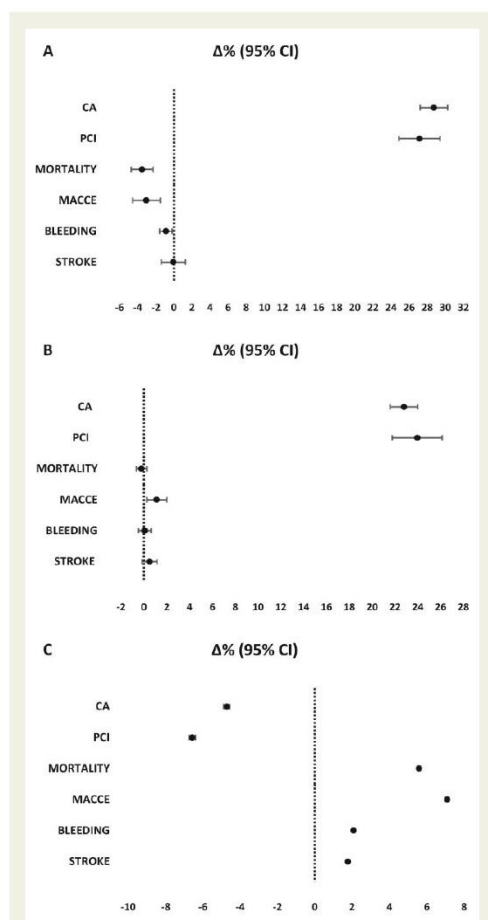 A Δ% (95% CI)
CA
PCI
MORTALITY
MACCE
BLEEDING
STROKE
-6 -4 -2 0 2 4 6 8 10 12 14 16 18 20 22 24 26 28 30 32
B Δ% (95% CI)
CA
PCI
MORTALITY
MACCE
BLEEDING
STROKE
-2 0 2 4 6 8 10 12 14 16 18 20 22 24 26 28
C Δ% (95% CI)
CA
PCI
MORTALITY
MACCE
BLEEDING
STROKE
-10 -8 -6 -4 -2 0 2 4 6 8